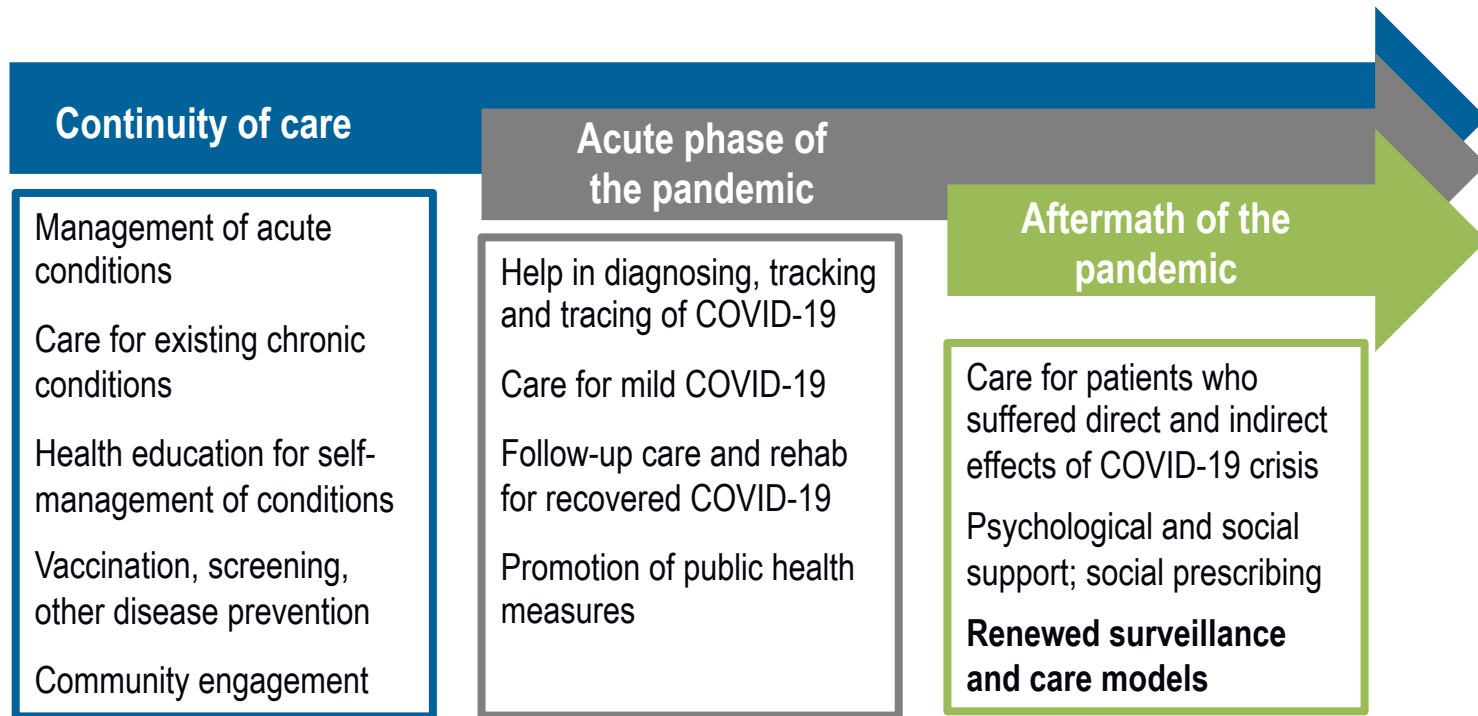 Continuity of care
Management of acute
conditions
Care for existing chronic
conditions
Health education for self-
management of conditions
Vaccination, screening,
other disease prevention
Community engagement
Acute phase of
the pandemic
Help in diagnosing, tracking
and tracing of COVID-19
Care for mild COVID-19
Follow-up care and rehab
for recovered COVID-19
Promotion of public health
measures
Aftermath of the
pandemic
Care for patients who
suffered direct and indirect
effects of COVID-19 crisis
Psychological and social
support; social prescribing
Renewed surveillance
and care models